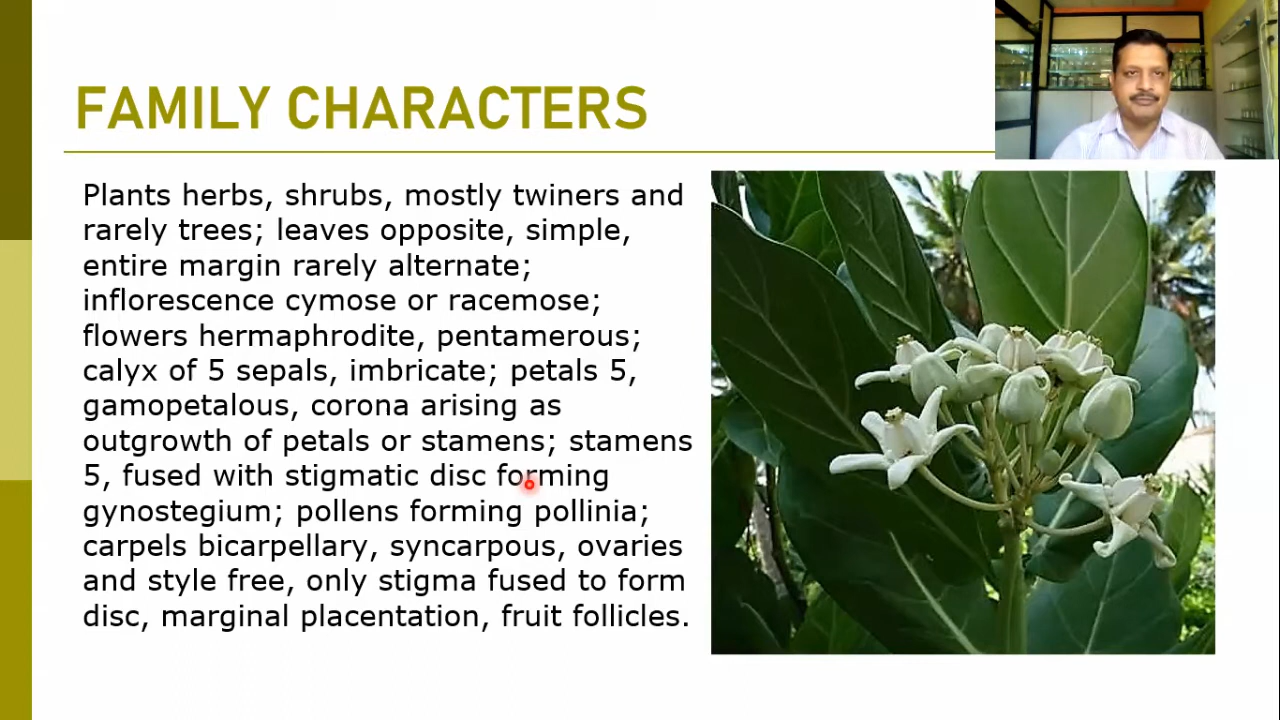 FAMILY CHARACTERS
Plants herbs, shrubs, mostly twiners and
rarely trees; leaves opposite, simple,
entire margin rarely alternate;
inflorescence cymose or racemose;
flowers hermaphrodite, pentamerous;
calyx of 5 sepals, imbricate; petals 5,
gamopetalous, corona arising as
outgrowth of petals or stamens; stamens
5, fused with stigmatic disc forming
gynostegium; pollens forming pollinia;
carpels bicarpellary, syncarpous, ovaries
and style free, only stigma fused to form
disc, marginal placentation, fruit follicles.